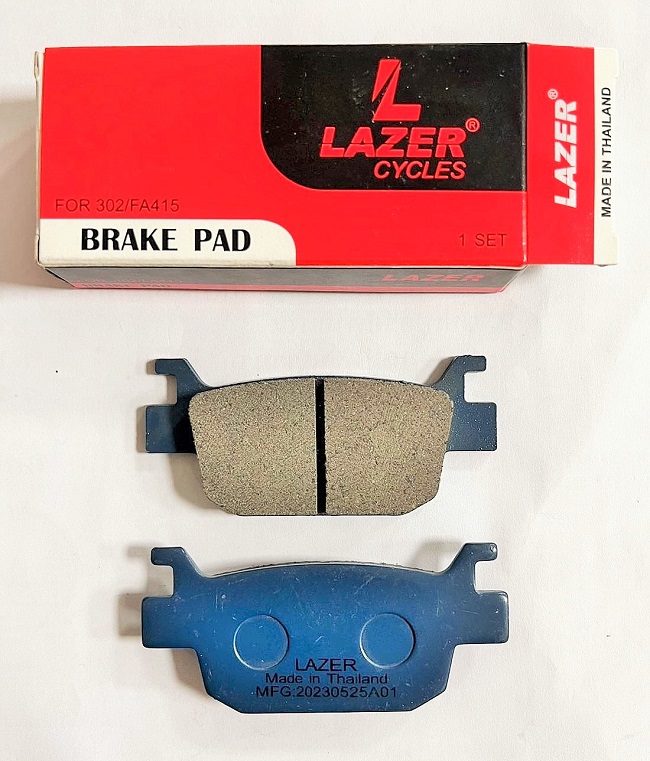 LAZER®
CYCLES
FOR 302/FA415
BRAKE PAD
1 SET
LAZER®
MADE IN THAILAND
LAZER
LAZER
Made in Thailand
MFG:20230525A01